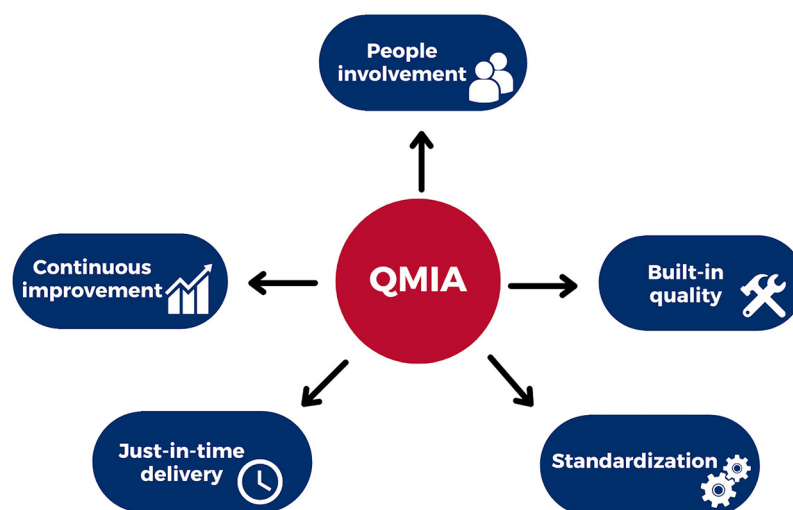 People
involvement
Continuous
improvement
QMIA
Built-in
quality
Just-in-time
delivery
Standardization